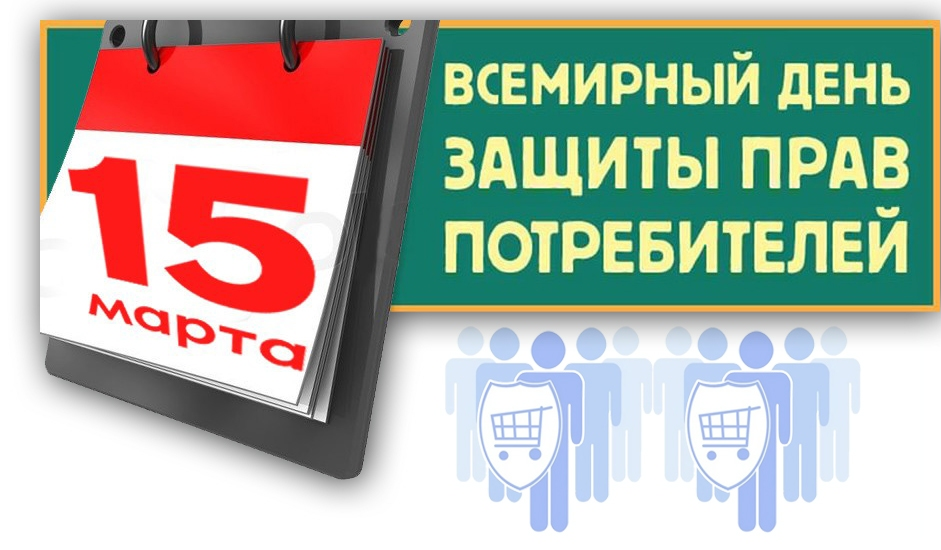 15
марта
ВСЕМИРНЫЙ ДЕНЬ
ЗАЩИТЫ ПРАВ
ПОТРЕБИТЕЛЕЙ